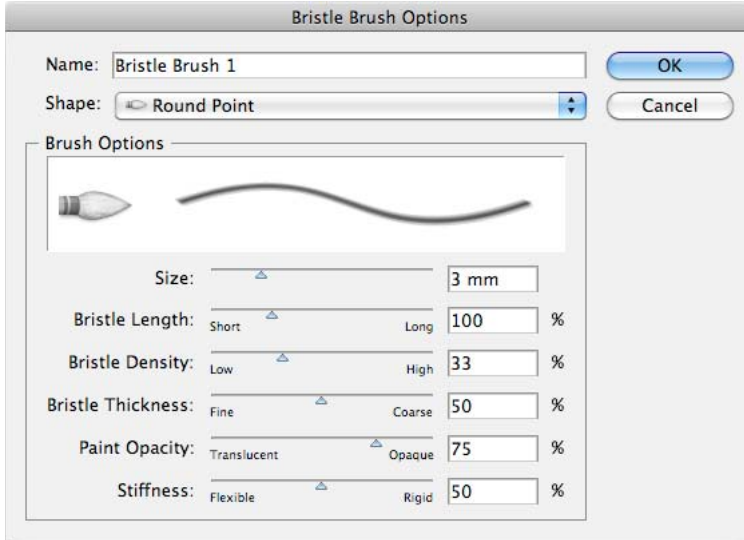 Bristle Brush Options
Name: Bristle Brush 1
OK
Shape: Round Point
Cancel
Brush Options
Size: 3 mm
Bristle Length: Short Long 100 %
Bristle Density: Low High 33 %
Bristle Thickness: Fine Coarse 50 %
Paint Opacity: Translucent Opaque 75 %
Stiffness: Flexible Rigid 50 %